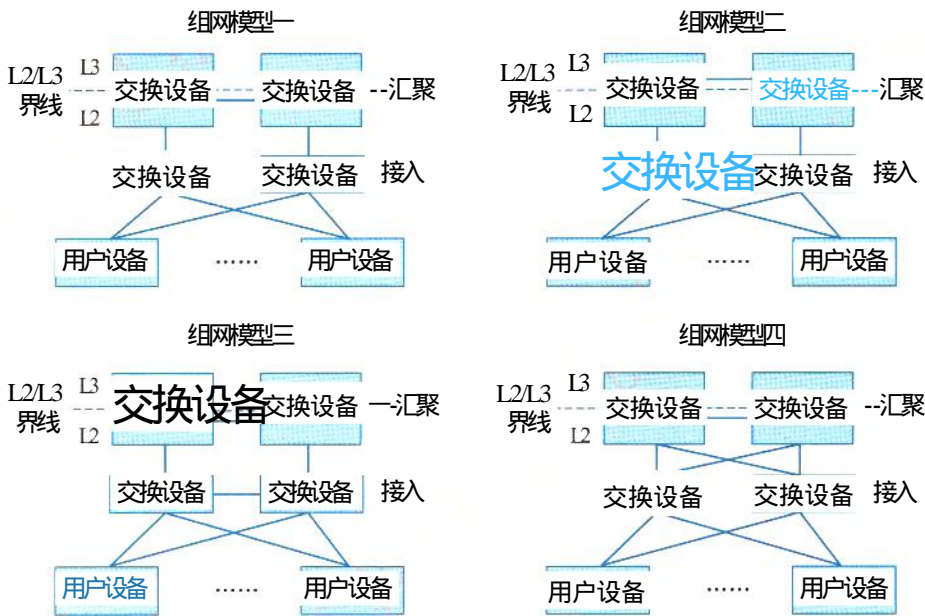 组网模型一
L2/L3
界线
L3
L2
交换设备
交换设备
--汇聚
交换设备
交换设备
接入
用户设备
......
用户设备
组网模型二
L2/L3
界线
L3
L2
交换设备
交换设备
---汇聚
交换设备
交换设备
接入
用户设备
......
用户设备
组网模型三
L2/L3
界线
L3
L2
交换设备
交换设备
一-汇聚
交换设备
交换设备
接入
用户设备
......
用户设备
组网模型四
L2/L3
界线
L3
L2
交换设备
交换设备
--汇聚
交换设备
交换设备
接入
用户设备
......
用户设备